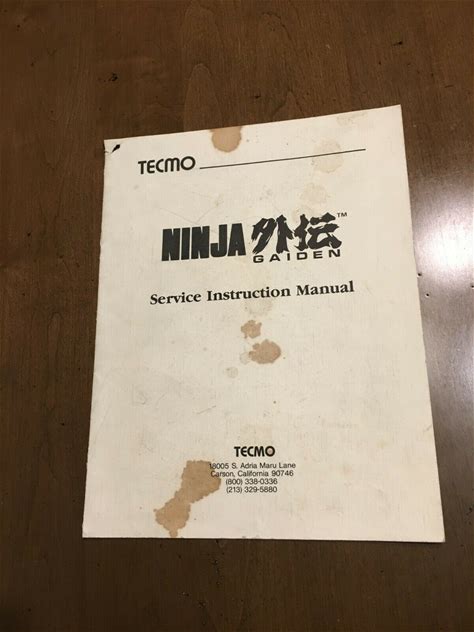 TECMO
NINJA 外伝™
GAIDEN
Service Instruction Manual
TECMO
18005 S. Adria Maru Lane
Carson, California 90746
(800) 338-0336
(213) 329-5880